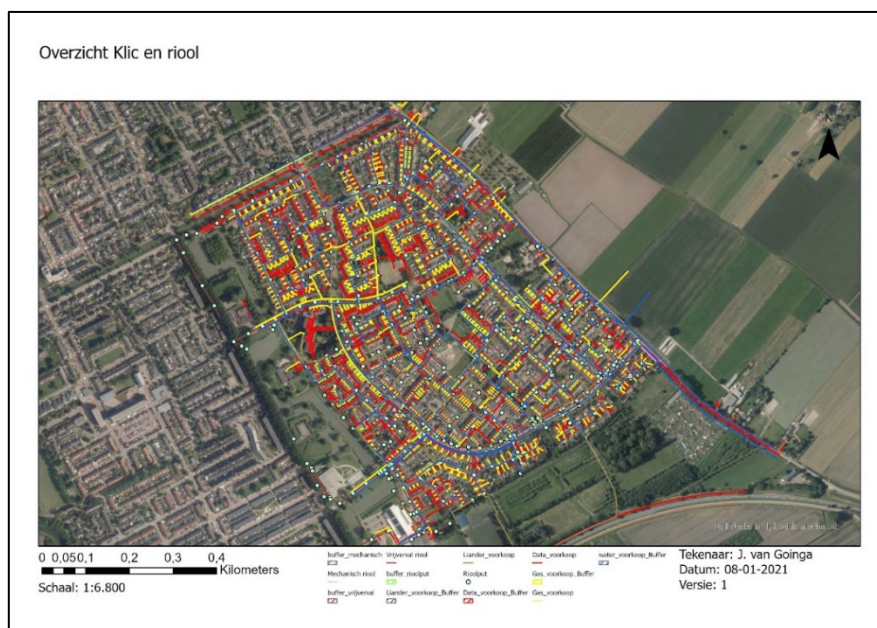 Overzicht Klic en riool
0 0,05 0,1 0,2 0,3 0,4
Kilometers
Schaal: 1:6.800
buffer_mechanisch Vrijverval riool Liander_voorkoop Data_voorkoop water_voorkoop_Buffer
Mechanisch riool buffer_rioolput Rioolput Gas_voorkoop_Buffer
buffer_vrijverval Liander_voorkoop_Buffer Data_voorkoop_Buffer Gas_voorkoop
Tekenaar: J. van Goinga
Datum: 08-01-2021
Versie: 1